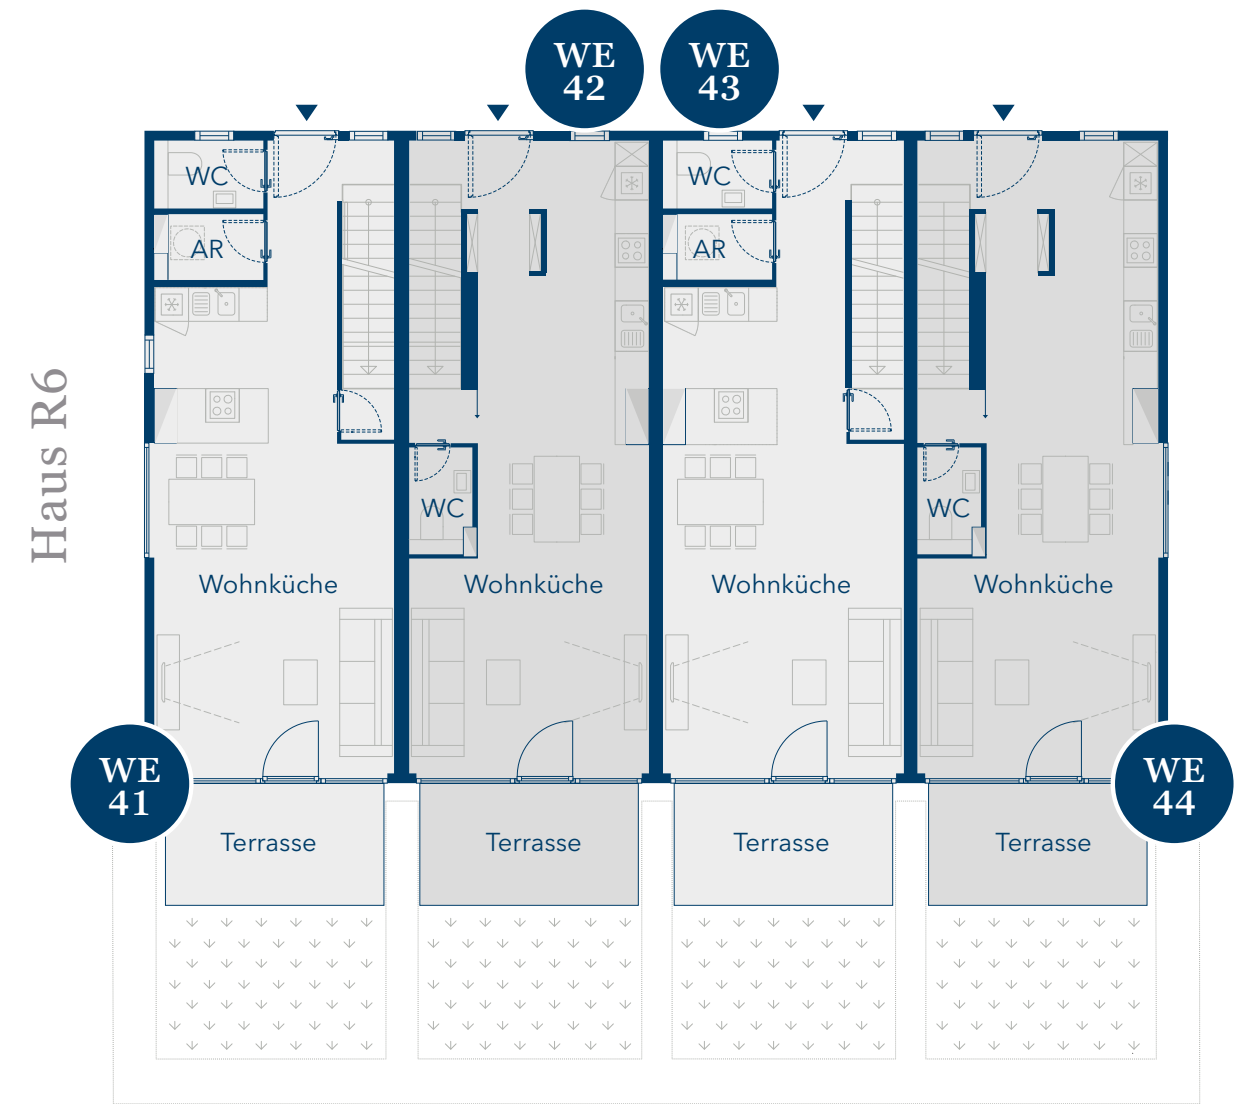 WE
42
WE
43
WC
WC
AR
AR
Haus R6
WC
WC
Wohnküche
Wohnküche
Wohnküche
Wohnküche
WE
41
WE
44
Terrasse
Terrasse
Terrasse
Terrasse